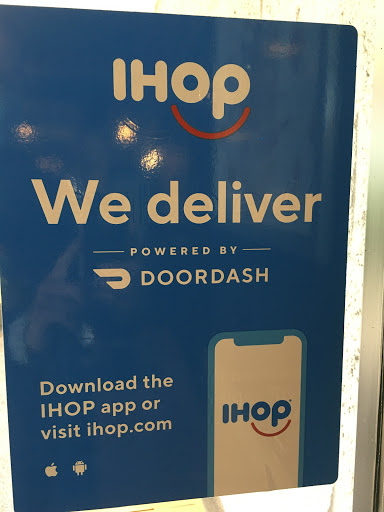 IHOP
We deliver
POWERED BY
DOORDASH
Download the
IHOP app or
visit ihop.com
IHOP